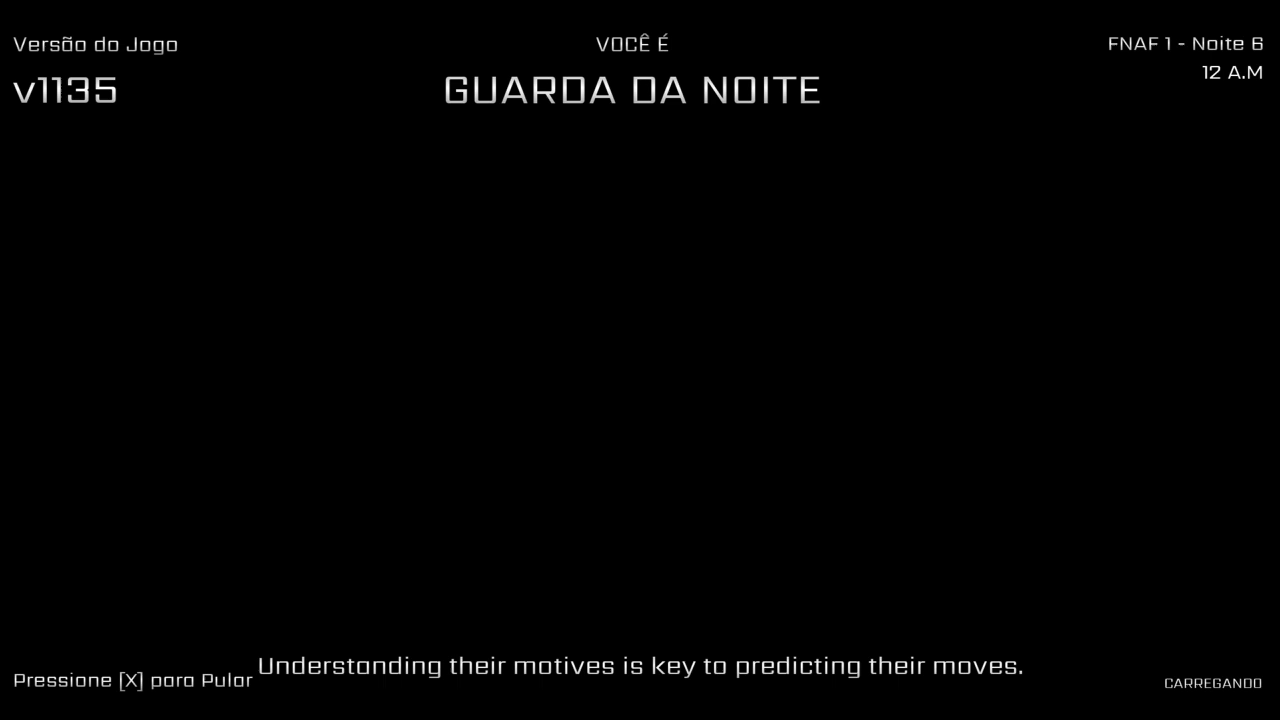 Versão do Jogo
v1135
VOCÊ É
GUARDA DA NOITE
FNAF 1 - Noite 6
12 A.M
Understanding their motives is key to predicting their moves.
Pressione [X] para Pular
CARREGANDO